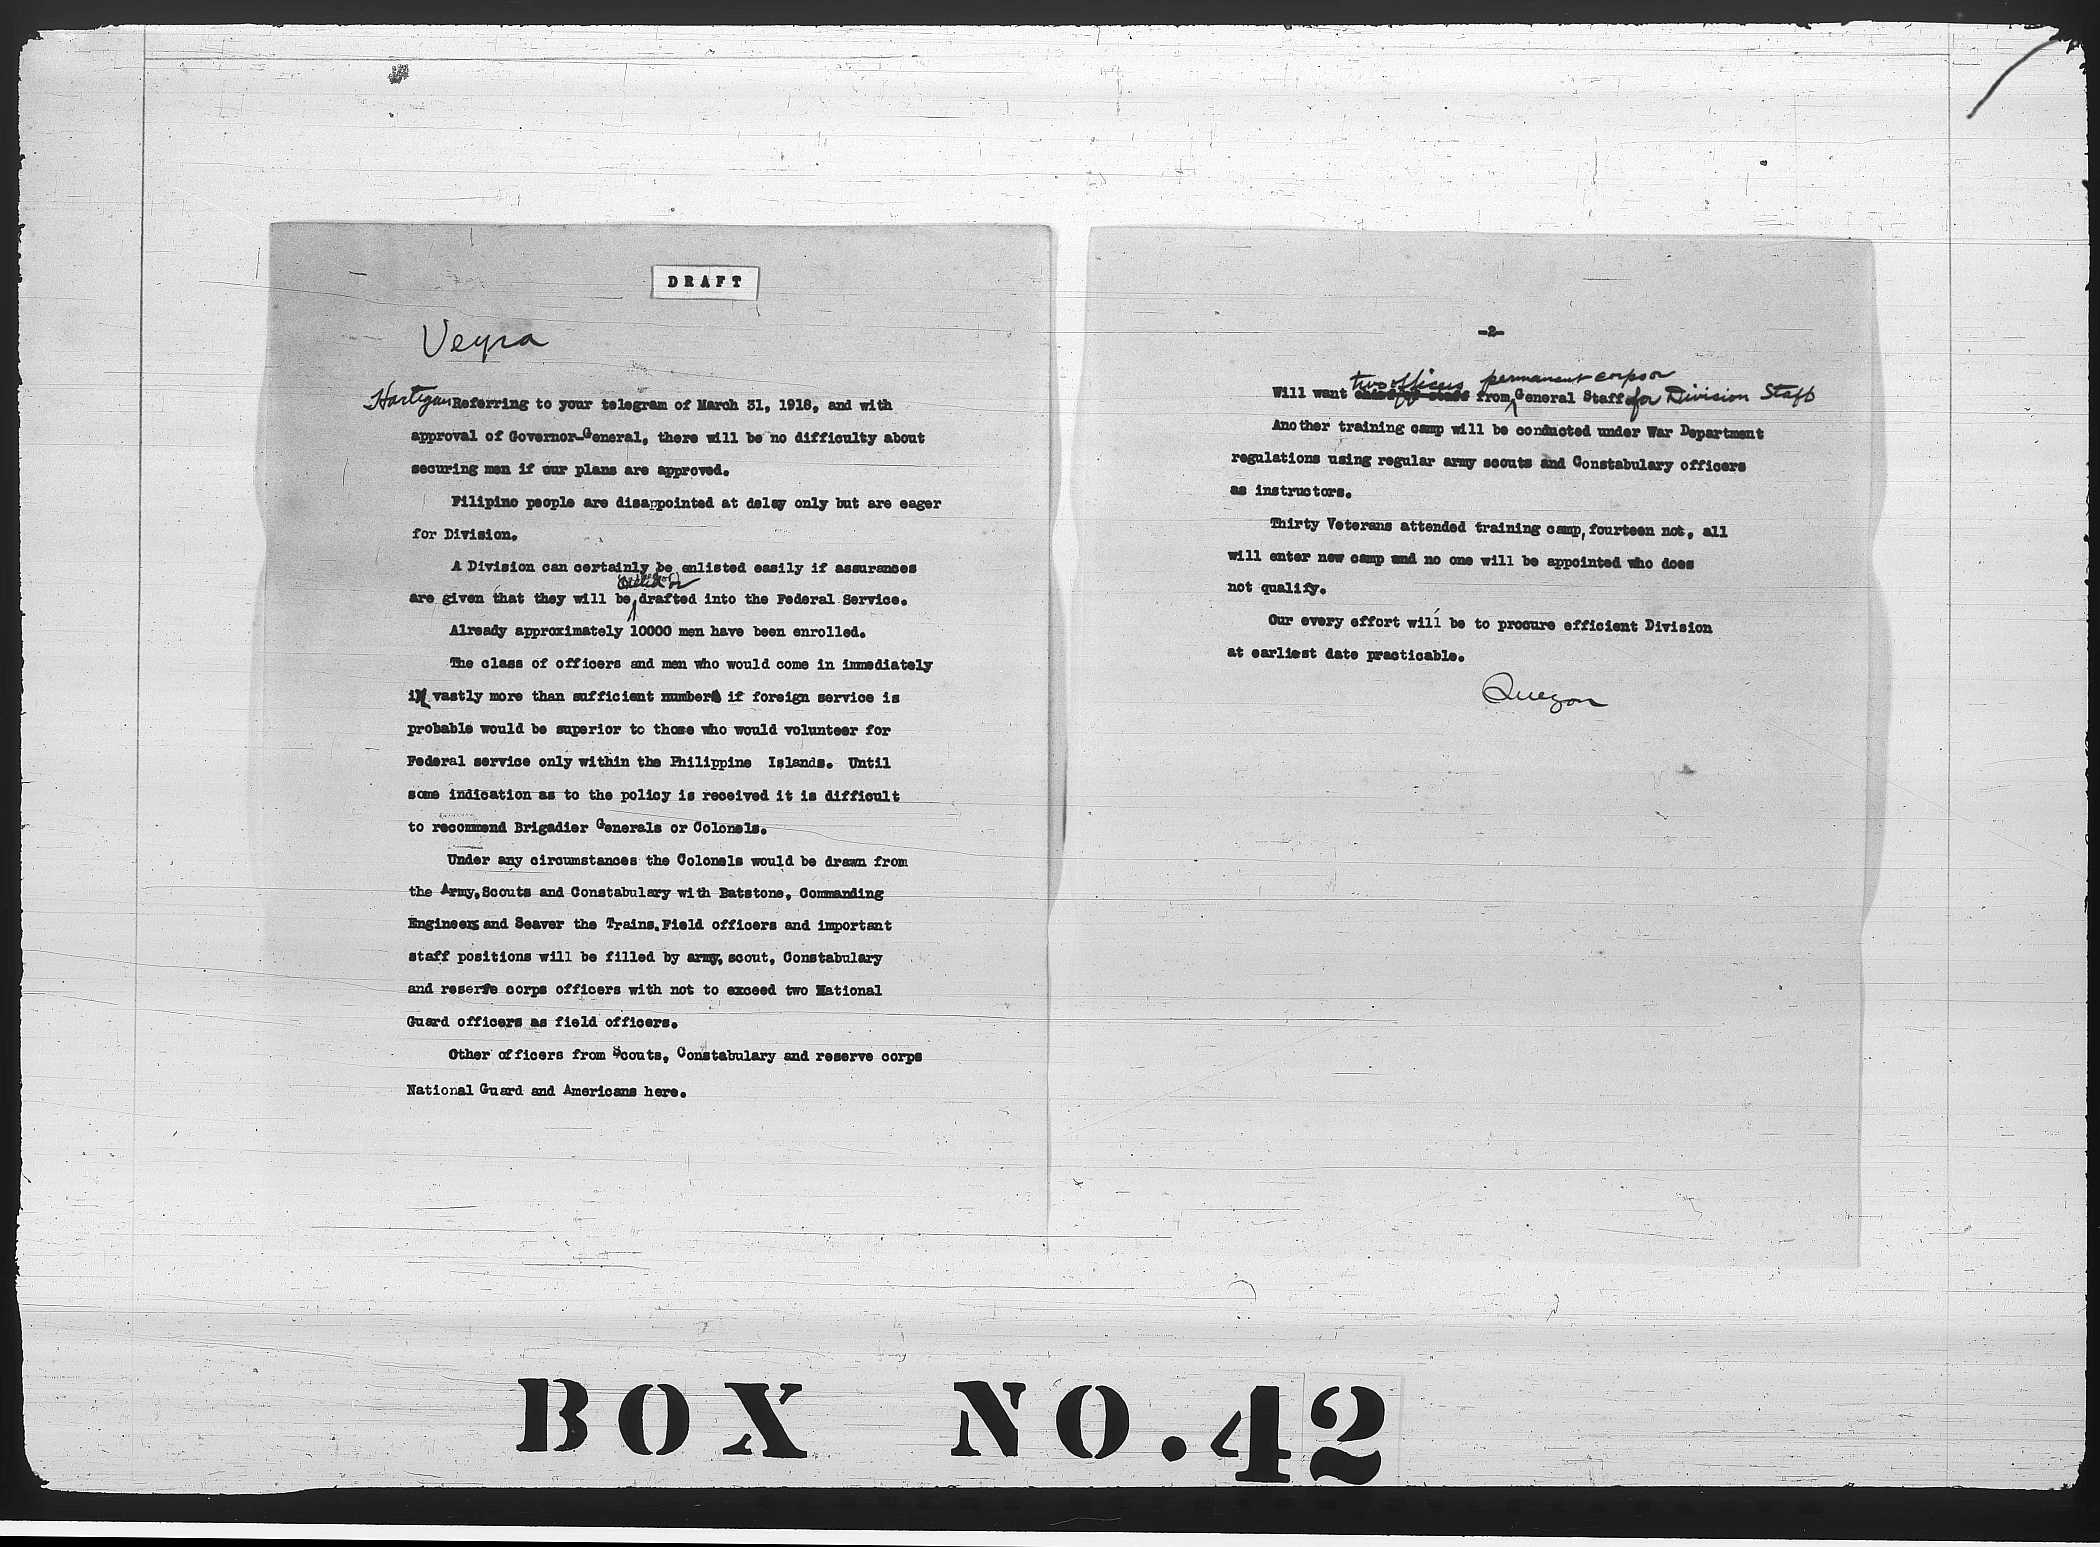 DRAFT
Veyra
Hartigan Referring to your telegram of March 31, 1918, and with
approval of Governor-General, there will be no difficulty about
securing men if our plans are approved.
Filipino people are disappointed at delay only but are eager
for Division.
A Division can certainly be enlisted easily if assurances
are given that they will be drafted into the Federal Service.
Already approximately 10000 men have been enrolled.
The class of officers and men who would come in immediately
in vastly more than sufficient number if foreign service is
probable would be superior to those who would volunteer for
Federal service only within the Philippine Islands. Until
some indication as to the policy is received it is difficult
to recommend Brigadier Generals or Colonels.
Under any circumstances the Colonels would be drawn from
the Army,Scouts and Constabulary with Batstone, Commanding
Engineers and Seaver the Trains.Field officers and important
staff positions will be filled by army, scout, Constabulary
and reserve corps officers with not to exceed two National
Guard officers as field officers.
Other officers from Scouts, Constabulary and reserve corps
National Guard and Americans here.
-2-
two officers permanent corps or
Will want from General Staff for Division Staff
Another training camp will be conducted under War Department
regulations using regular army scouts and Constabulary officers
as instructors.
Thirty Veterans attended training camp, fourteen not, all
will enter new camp and no one will be appointed who does
not qualify.
Our every effort will be to procure efficient Division
at earliest date practicable.
Quezon
BOX NO. 42